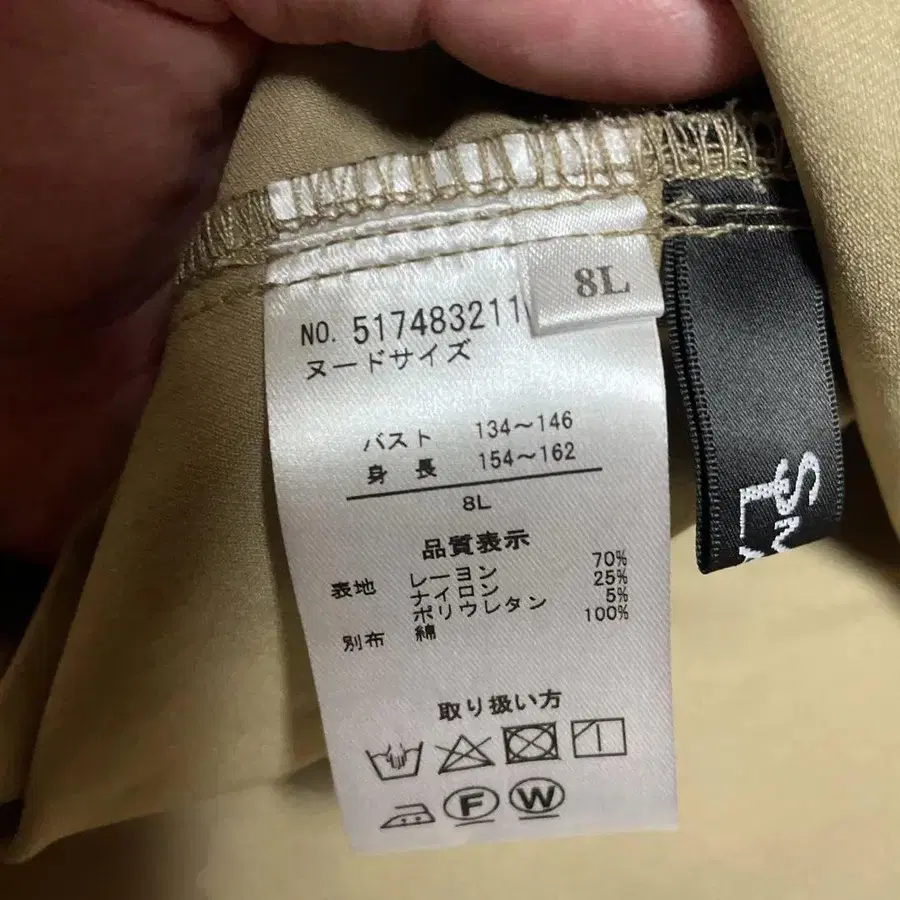 8L
NO. 517483211
ヌードサイズ
バスト 134～146
身長 154～162
8L
品質表示
表地 レーヨン 70%
ナイロン 25%
ポリウレタン 5%
別布 綿 100%
取り扱い方
F W